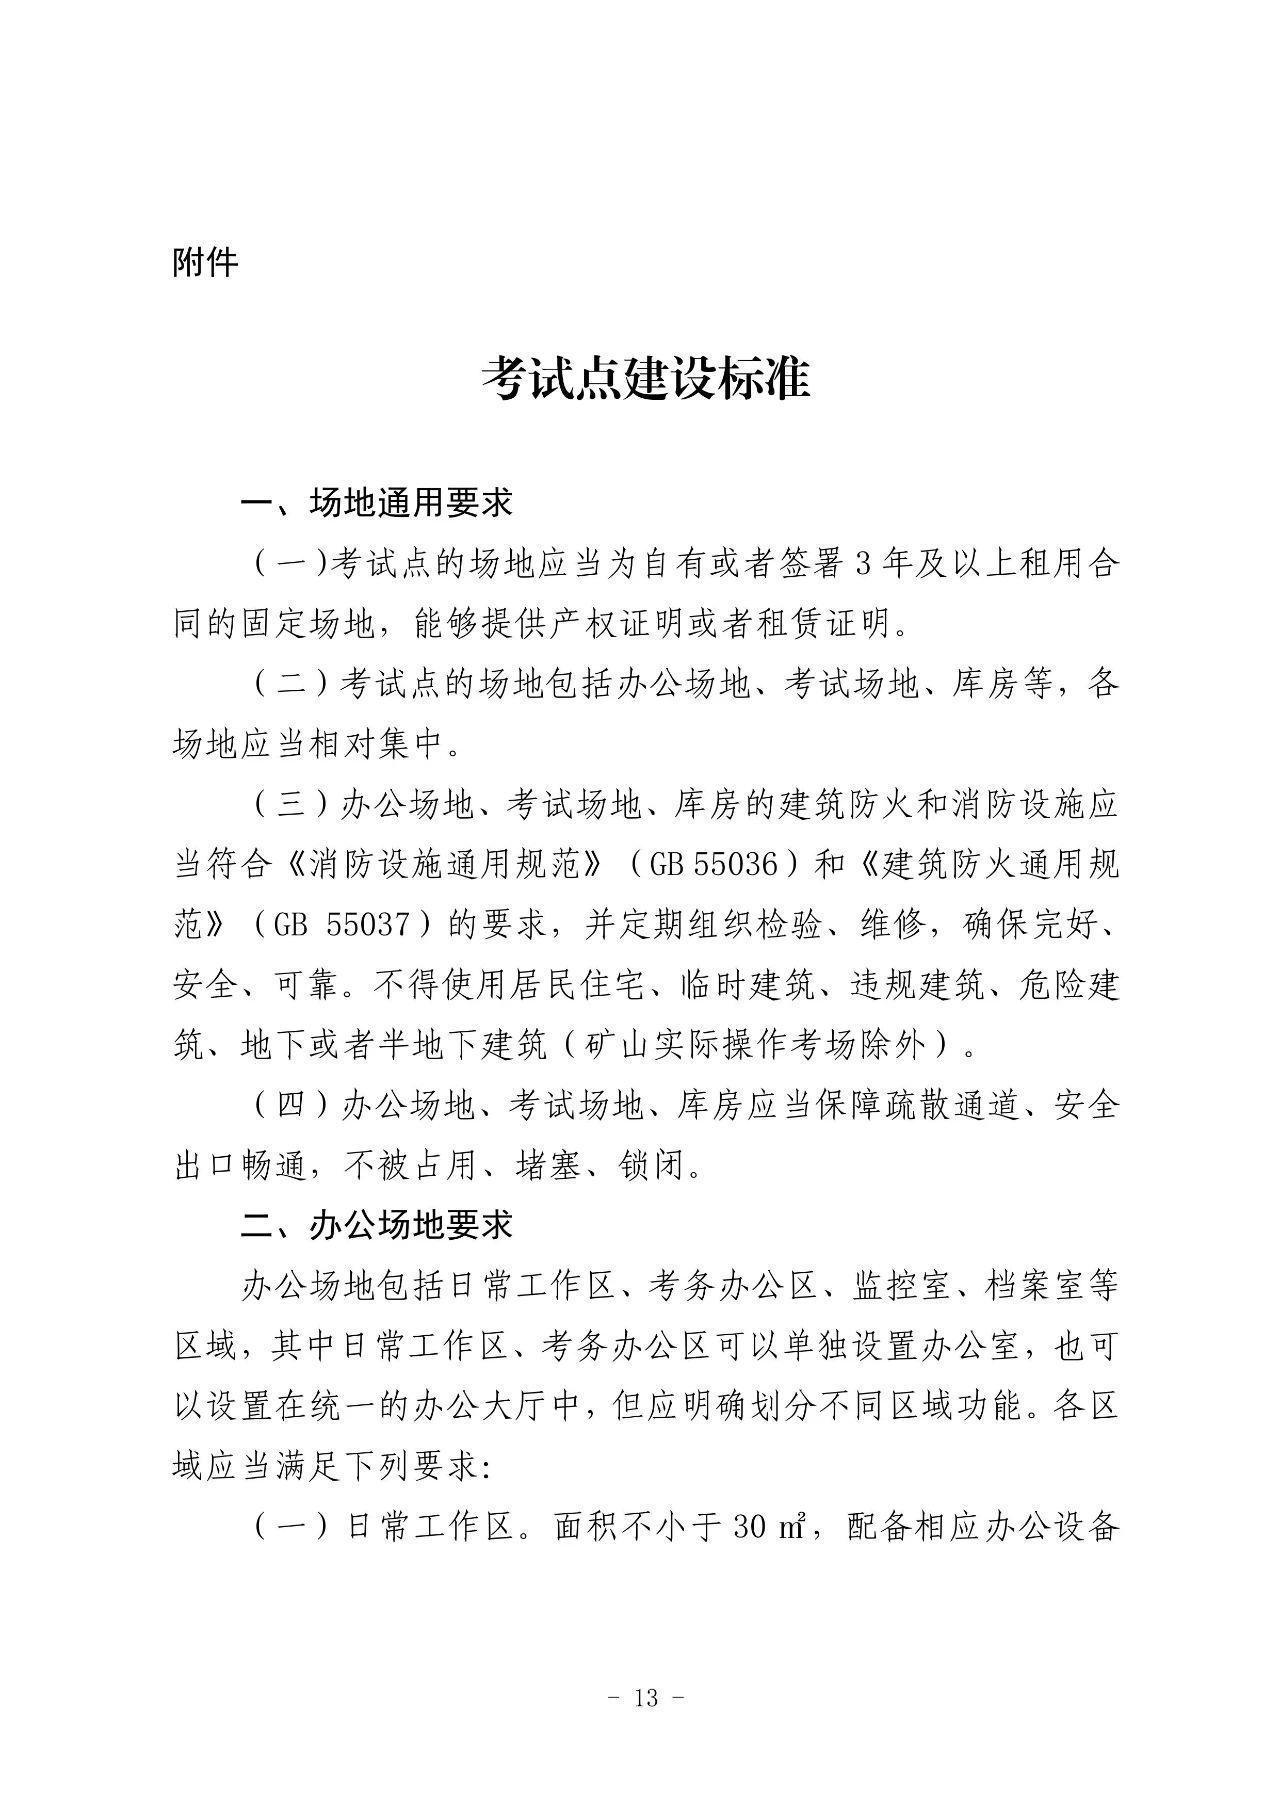 附件
考试点建设标准
一、场地通用要求
（一）考试点的场地应当为自有或者签署 3 年及以上租用合
同的固定场地，能够提供产权证明或者租赁证明。
（二）考试点的场地包括办公场地、考试场地、库房等，各
场地应当相对集中。
（三）办公场地、考试场地、库房的建筑防火和消防设施应
当符合《消防设施通用规范》（GB 55036）和《建筑防火通用规
范》（GB 55037）的要求，并定期组织检验、维修，确保完好、
安全、可靠。不得使用居民住宅、临时建筑、违规建筑、危险建
筑、地下或者半地下建筑（矿山实际操作考场除外）。
（四）办公场地、考试场地、库房应当保障疏散通道、安全
出口畅通，不被占用、堵塞、锁闭。
二、办公场地要求
办公场地包括日常工作区、考务办公区、监控室、档案室等
区域，其中日常工作区、考务办公区可以单独设置办公室，也可
以设置在统一的办公大厅中，但应明确划分不同区域功能。各区
域应当满足下列要求：
（一）日常工作区。面积不小于 30 ㎡，配备相应办公设备
- 13 -